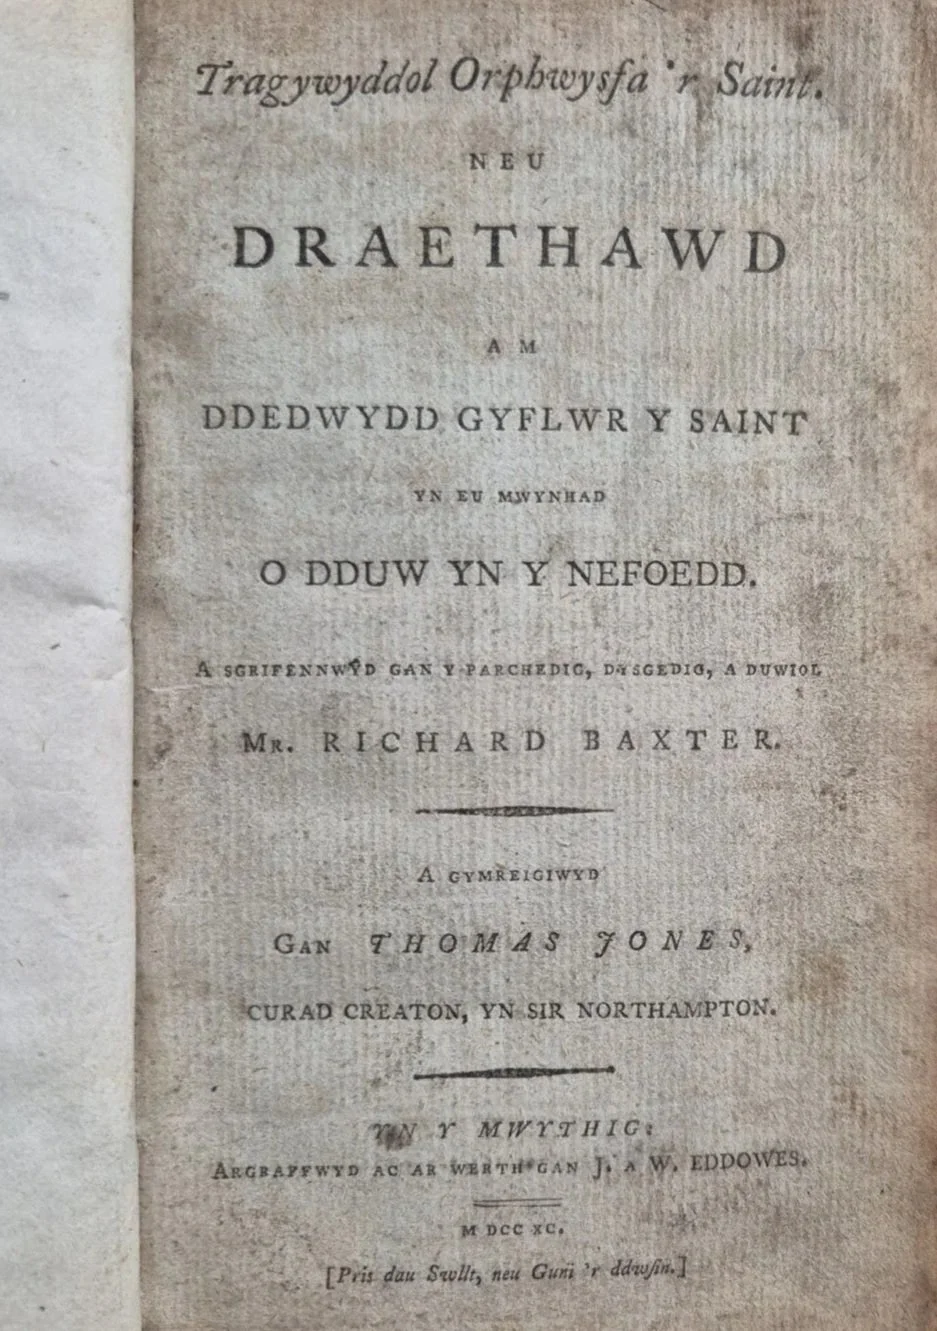 Tragywyddol Orphwysfa 'r Saint.
NEU
DRAETHAWD
AM
DDEDWYDD GYFLWR Y SAINT
YN EU MWYNHAD
O DDUW YN Y NEFOEDD.
A SGRIFENNWYD GAN Y PARCHEDIG, DYSGEDIG, A DUWIOL
MR. RICHARD BAXTER.
A GYMREIGIWYD
GAN THOMAS JONES,
CURAD CREATON, YN SIR NORTHAMPTON.
YN Y MWYTHIG:
ARGRAFFWYD AC AR WERTH GAN J. A W. EDDOWES.
M DCC XC.
[Pris dau Swllt, neu Guni 'r ddwſin.]